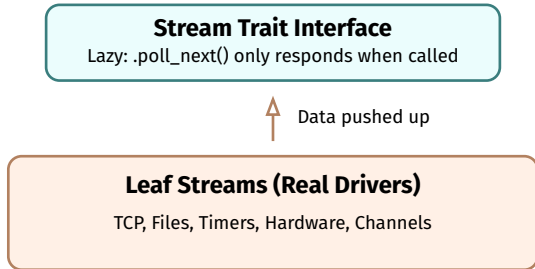 Stream Trait Interface
Lazy: .poll_next() only responds when called
Data pushed up
Leaf Streams (Real Drivers)
TCP, Files, Timers, Hardware, Channels